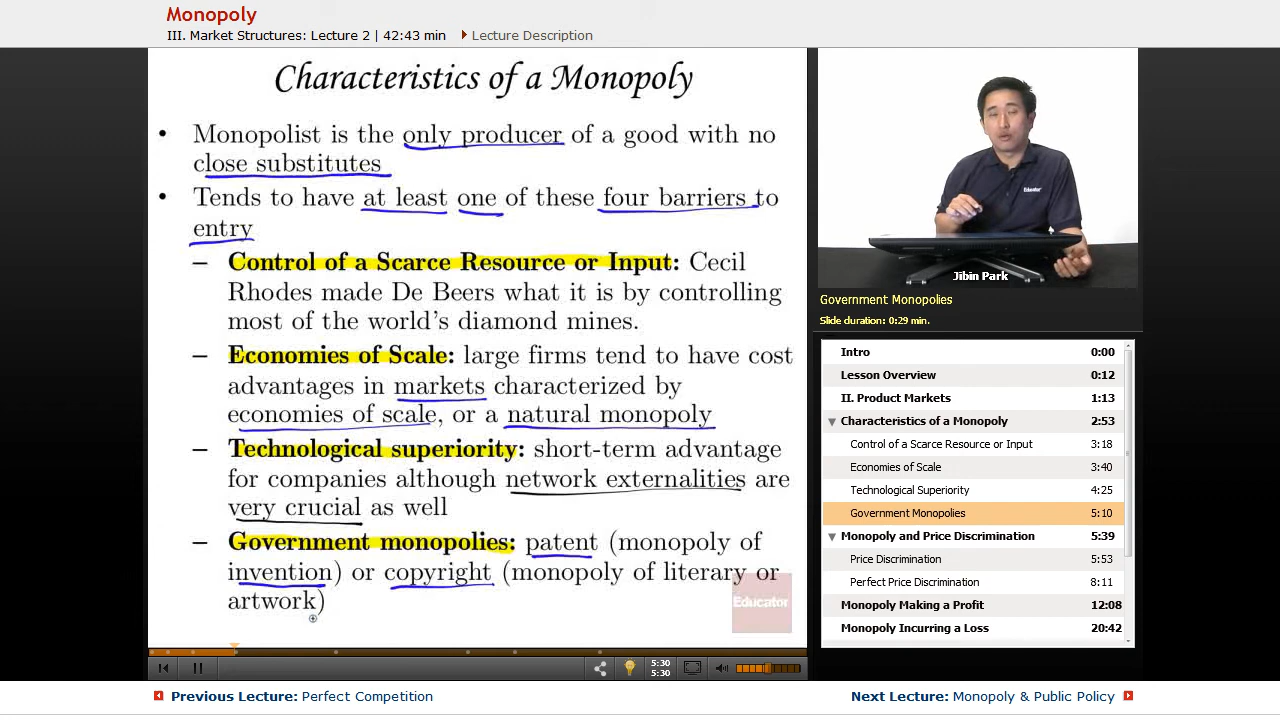 Monopoly
III. Market Structures: Lecture 2 | 42:43 min
Lecture Description
Characteristics of a Monopoly
• Monopolist is the only producer of a good with no
close substitutes
• Tends to have at least one of these four barriers to
entry
– Control of a Scarce Resource or Input: Cecil
Rhodes made De Beers what it is by controlling
most of the world's diamond mines.
– Economies of Scale: large firms tend to have cost
advantages in markets characterized by
economies of scale, or a natural monopoly
– Technological superiority: short-term advantage
for companies although network externalities are
very crucial as well
– Government monopolies: patent (monopoly of
invention) or copyright (monopoly of literary or
artwork)
Educator
Educator
Jibin Park
Government Monopolies
Slide duration: 0:29 min.
Intro 0:00
Lesson Overview 0:12
II. Product Markets 1:13
Characteristics of a Monopoly 2:53
Control of a Scarce Resource or Input 3:18
Economies of Scale 3:40
Technological Superiority 4:25
Government Monopolies 5:10
Monopoly and Price Discrimination 5:39
Price Discrimination 5:53
Perfect Price Discrimination 8:11
Monopoly Making a Profit 12:08
Monopoly Incurring a Loss 20:42
5:30
5:30
Previous Lecture: Perfect Competition
Next Lecture: Monopoly & Public Policy